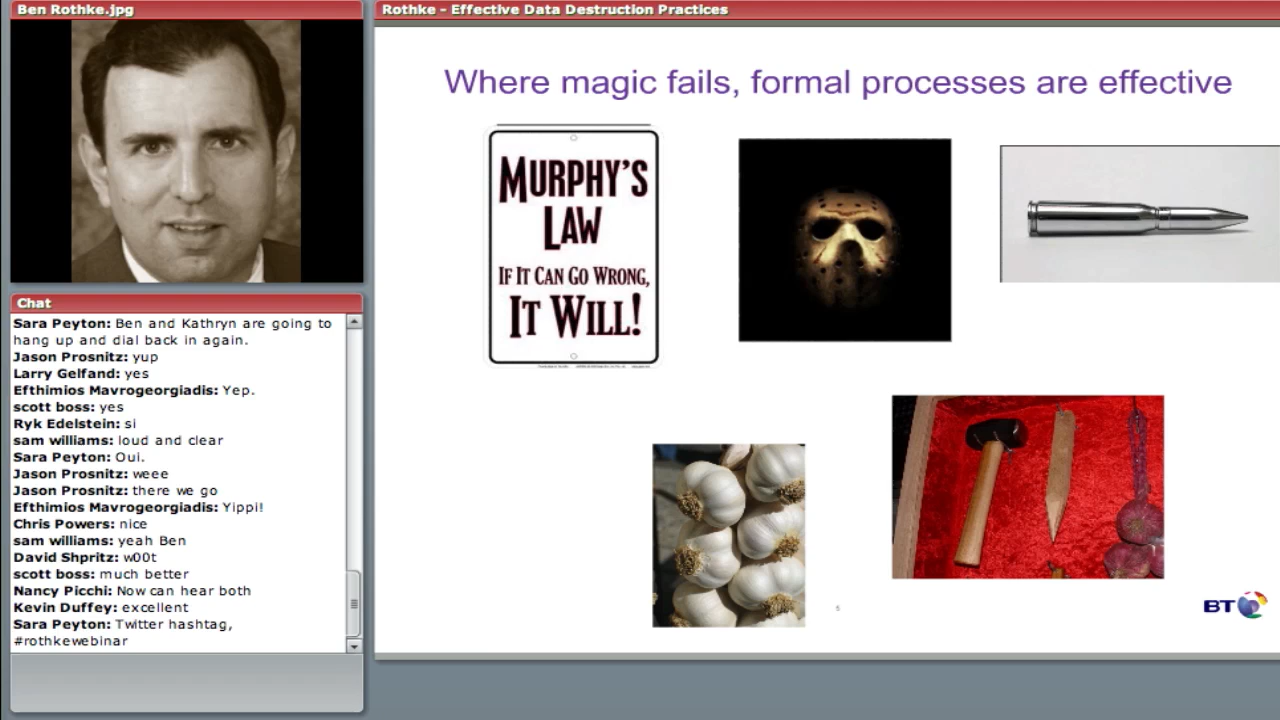 Ben Rothke.jpg
Rothke - Effective Data Destruction Practices
Where magic fails, formal processes are effective
MURPHY'S
LAW
IF IT CAN GO WRONG,
IT WILL!
5
BT
Chat
Sara Peyton: Ben and Kathryn are going to
hang up and dial back in again.
Jason Prosnitz: yup
Larry Gelfand: yes
Efthimios Mavrogeorgiadis: Yep.
scott boss: yes
Ryk Edelstein: si
sam williams: loud and clear
Sara Peyton: Oui.
Jason Prosnitz: weee
Jason Prosnitz: there we go
Efthimios Mavrogeorgiadis: Yippi!
Chris Powers: nice
sam williams: yeah Ben
David Shpritz: w00t
scott boss: much better
Nancy Picchi: Now can hear both
Kevin Duffey: excellent
Sara Peyton: Twitter hashtag,
#rothkewebinar